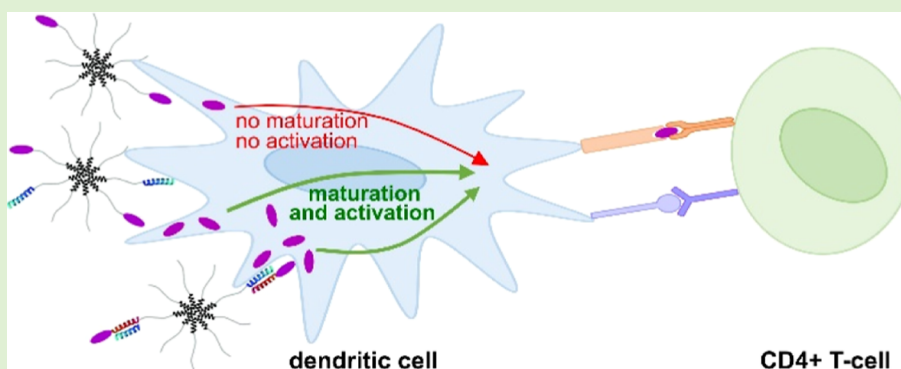 no maturation
no activation
maturation
and activation
dendritic cell
CD4+ T-cell